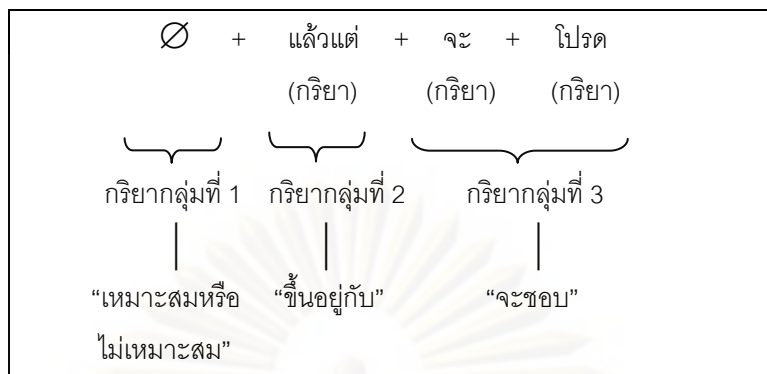 ∅ + แล้วแต่ + จะ + โปรด
(กริยา) (กริยา) (กริยา)
กริยากลุ่มที่ 1 กริยากลุ่มที่ 2 กริยากลุ่มที่ 3
“เหมาะสมหรือ “ขึ้นอยู่กับ” “จะชอบ”
ไม่เหมาะสม”